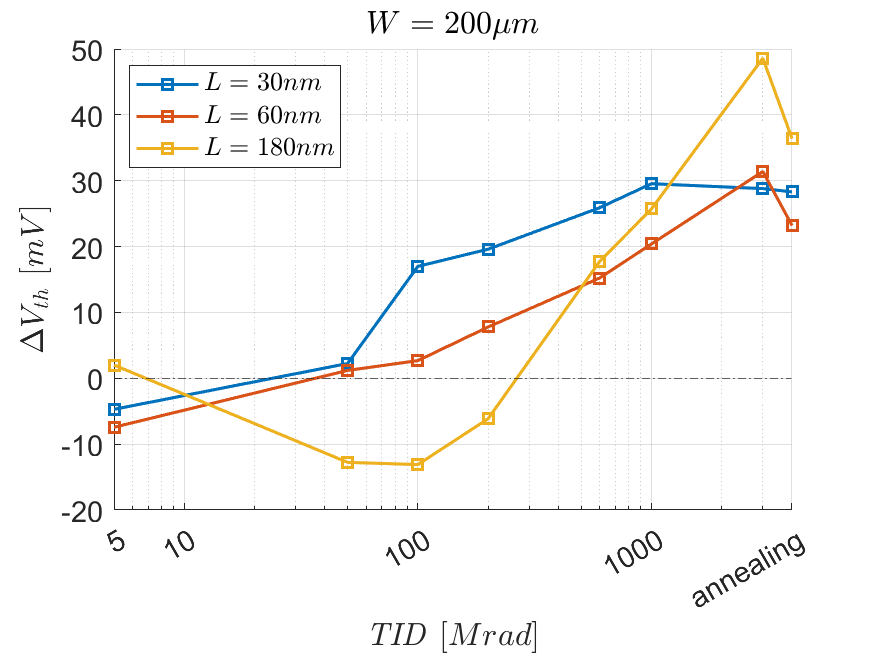 W = 200μm
50
40
30
20
10
0
-10
-20
ΔVth [mV]
L = 30nm
L = 60nm
L = 180nm
5
10
100
1000
annealing
TID [Mrad]